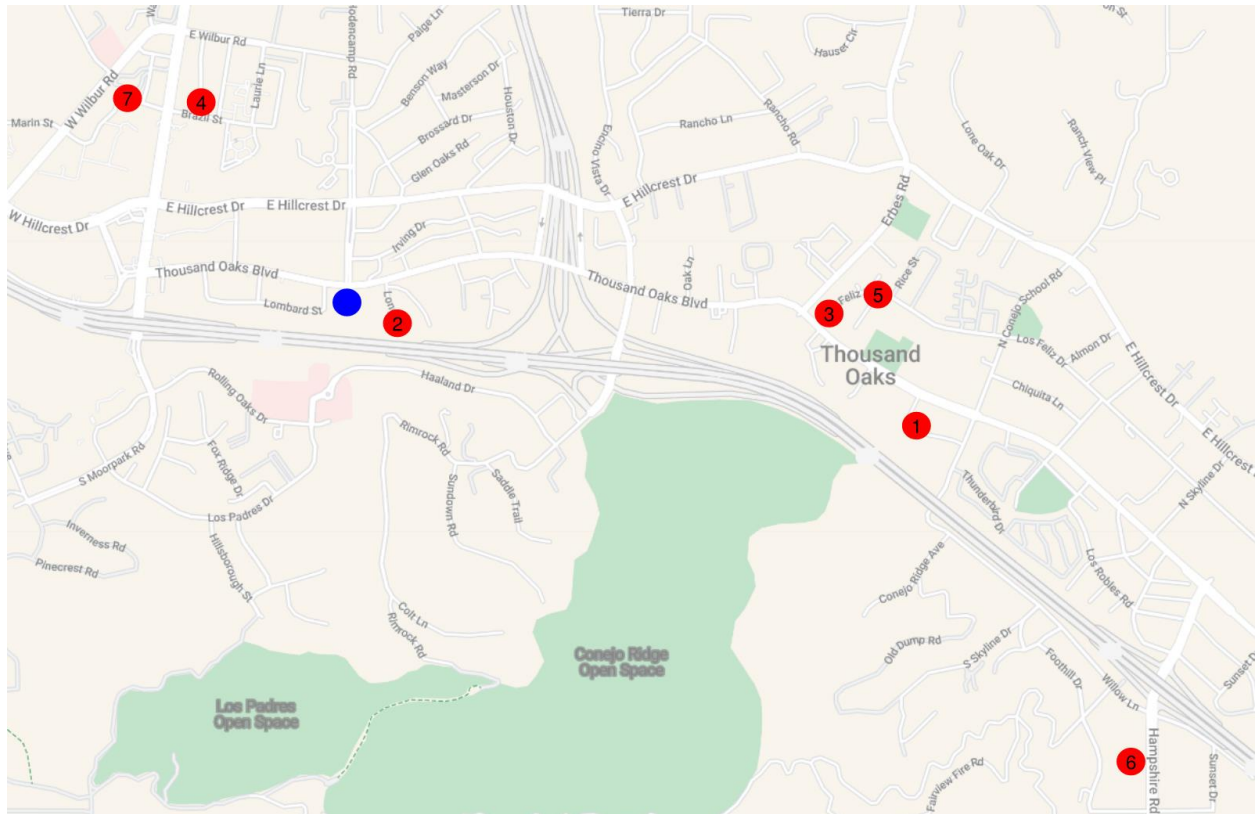 Tierra Dr
Paige Ln
Hodencamp Rd
E Wilbur Rd
Hauser Cir
W Wilbur Rd
Laurie Ln
Benson Way
Masterson Dr
Houston Dr
7
4
Brazil St
Marin St
Brossard Dr
Rancho Ln
Rancho Rd
Encino Vista Dr
Lone Oak Dr
Ranch View Pl
Glen Oaks Rd
E Hillcrest Dr
Erbes Rd
W Hillcrest Dr
E Hillcrest Dr
E Hillcrest Dr
Irving Dr
Thousand Oaks Blvd
Thousand Oaks Blvd
Oak Ln
Rice St
N Conejo School Rd
Lombard St
Lom
2
Feliz
5
3
Los Feliz Dr
Almon Dr
E Hillcrest Dr
Thousand
Oaks
Rolling Oaks Dr
Haaland Dr
Chiquita Ln
1
Rimrock Rd
E Hillcrest
S Moorpark Rd
Fox Ridge Dr
Saddle Trail
Sundown Rd
Thunderbird Dr
N Skyline Dr
Los Padres Dr
Inverness Rd
Pinecrest Rd
Hillsborough St
Conejo Ridge Ave
Los Robles Rd
Colt Ln
Rimrock Rd
Old Dump Rd
S Skyline Dr
Foothill Dr
Willow Ln
Sunset D
Conejo Ridge
Open Space
Los Padres
Open Space
6
Hampshire Rd
Fairview Fire Rd
Sunset Dr